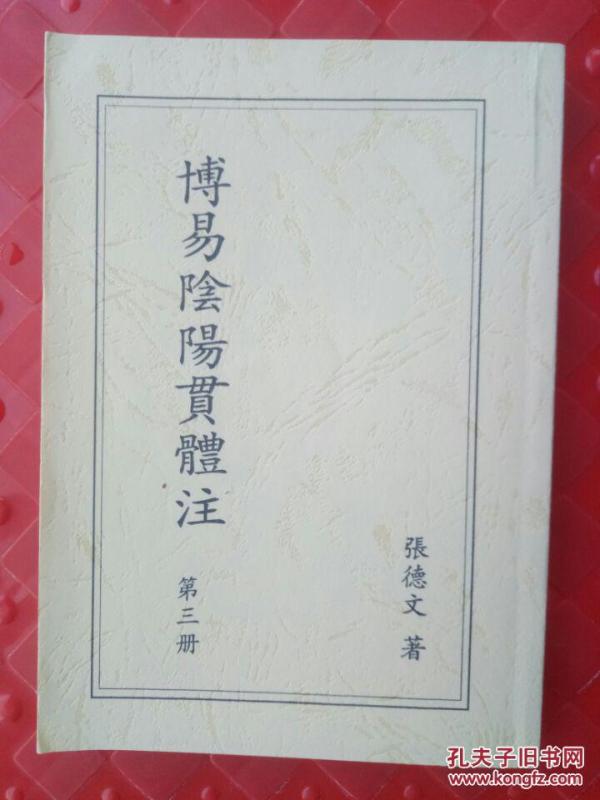 博易陰陽貫體注
第三册
張德文 著
孔夫子旧书网
www.kongfz.com